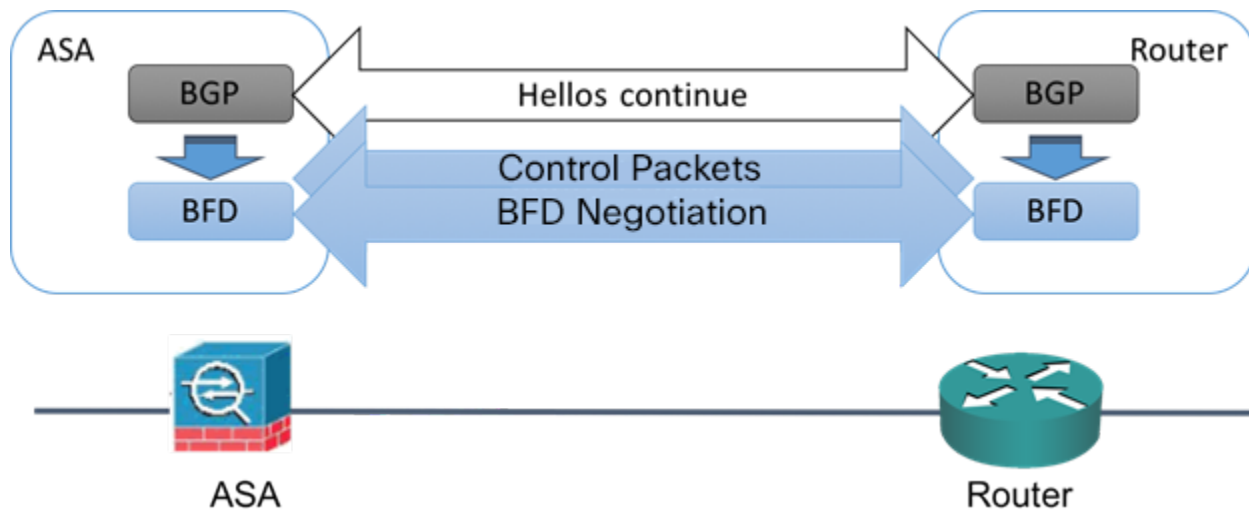 ASA
Router
BGP
Hellos continue
BGP
Control Packets
BFD
BFD Negotiation
BFD
ASA
Router